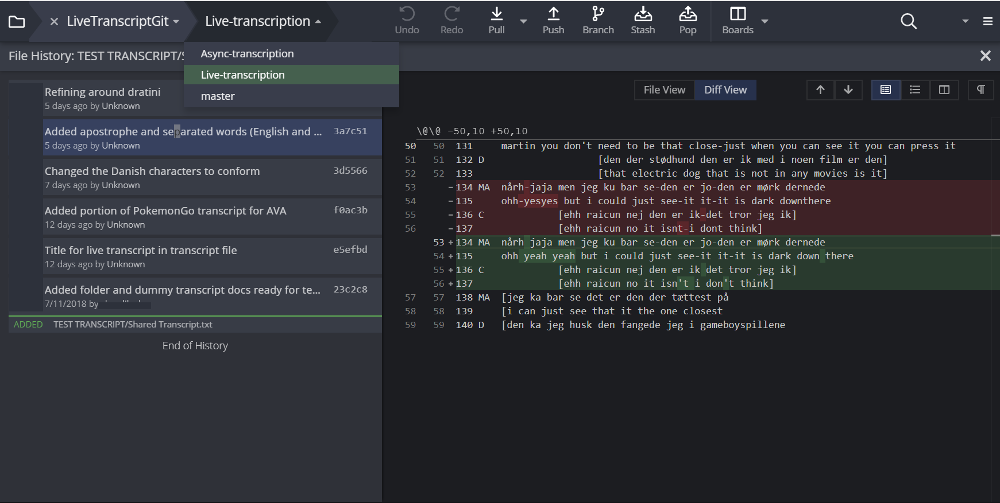 LiveTranscriptGit
Live-transcription
Undo
Redo
Pull
Push
Branch
Stash
Pop
Boards
File History: TEST TRANSCRIPT/S
Async-transcription
Live-transcription
master
Refining around dratini
5 days ago by Unknown
Added apostrophe and separated words (English and ... 3a7c51
5 days ago by Unknown
Changed the Danish characters to conform 3d5566
7 days ago by Unknown
Added portion of PokemonGo transcript for AVA f0ac3b
12 days ago by Unknown
Title for live transcript in transcript file e5efbd
12 days ago by Unknown
Added folder and dummy transcript docs ready for te... 23c2c8
7/11/2018 by
ADDED TEST TRANSCRIPT/Shared Transcript.txt
End of History
File View Diff View
\@\@ -50,10 +50,10
50 50 131 martin you don't need to be that close-just when you can see it you can press it
51 51 132 D [den der stødhund den er ik med i noen film er den]
52 52 133 [that electric dog that is not in any movies is it]
53 -134 MA nårh-jaja men jeg ku bar se-den er jo-den er mørk dernede
54 -135 ohh-yesyes but i could just see-it it-it is dark downthere
55 -136 C [ehh raicun nej den er ik-det tror jeg ik]
56 -137 [ehh raicun no it isnt-i dont think]
53 +134 MA nårh jaja men jeg ku bar se-den er jo-den er mørk dernede
54 +135 ohh yeah yeah but i could just see-it it-it is dark down there
55 +136 C [ehh raicun nej den er ik det tror jeg ik]
56 +137 [ehh raicun no it isn't i don't think]
57 57 138 MA [jeg ka bar se det er den der tættest på
58 58 139 [i can just see that it the one closest
59 59 140 D [den ka jeg husk den fangede jeg i gameboyspillene